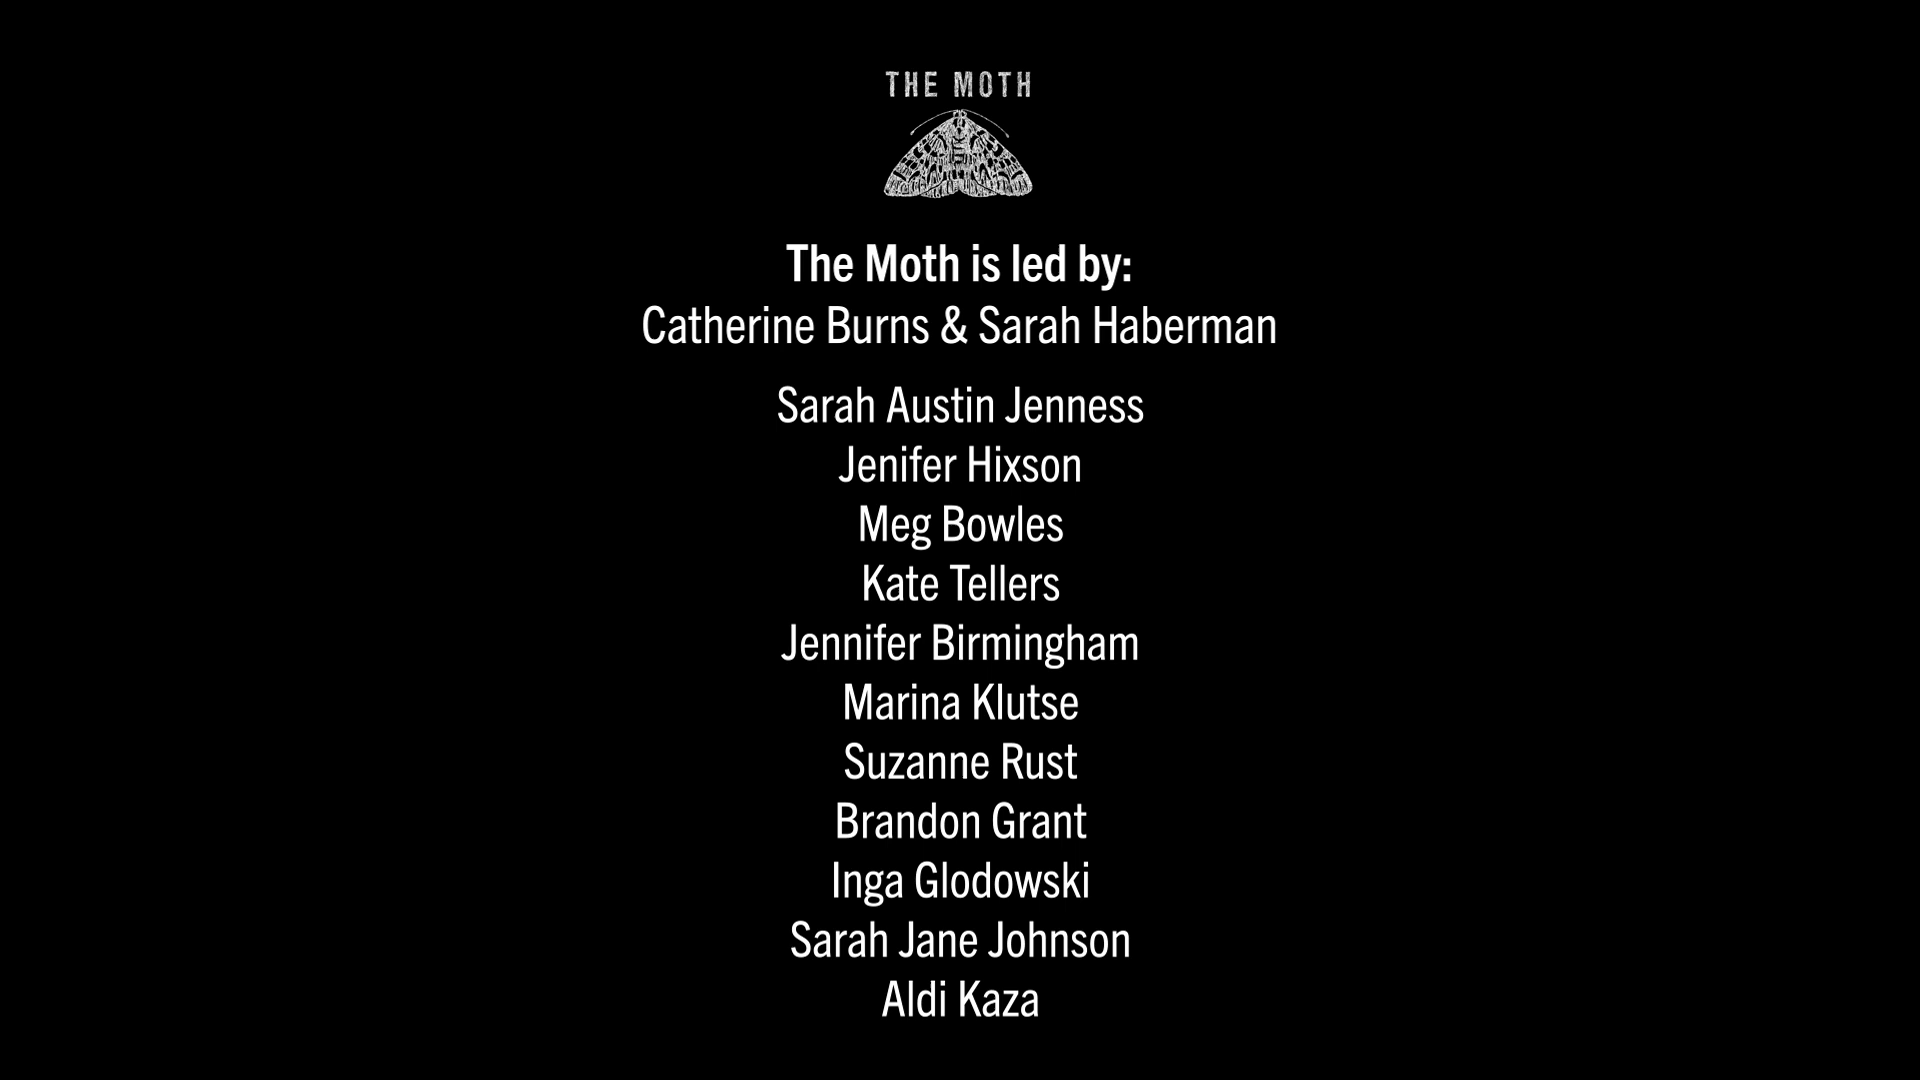 THE MOTH
The Moth is led by:
Catherine Burns & Sarah Haberman
Sarah Austin Jenness
Jenifer Hixson
Meg Bowles
Kate Tellers
Jennifer Birmingham
Marina Klutse
Suzanne Rust
Brandon Grant
Inga Glodowski
Sarah Jane Johnson
Aldi Kaza